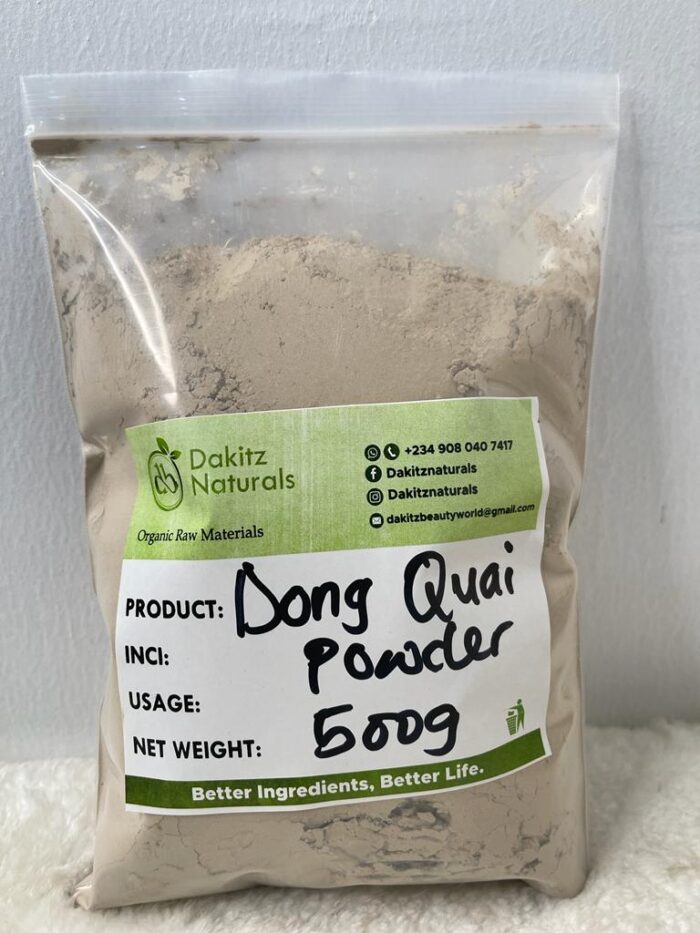 Dakitz
Naturals
Organic Raw Materials
+234 908 040 7417
Dakitznaturals
Dakitznaturals
dakitzbeautyworld@gmail.com
PRODUCT: Dong Quai
INCI: Powder
USAGE:
NET WEIGHT: 500g
Better Ingredients, Better Life.